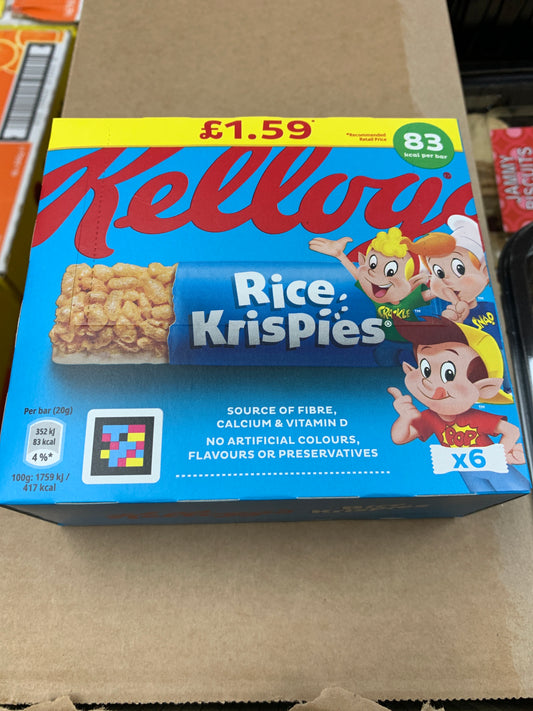 £1.59*
*Recommended
Retail Price
83
kcal per bar
Kellogg's
Rice
Krispies®
CRACKLE™
SNAP
POP!
Per bar (20g)
352 kJ
83 kcal
4 %*
100g: 1759 kJ /
417 kcal
SOURCE OF FIBRE,
CALCIUM & VITAMIN D
NO ARTIFICIAL COLOURS,
FLAVOURS OR PRESERVATIVES
x6
JAMMY
BISCUITS